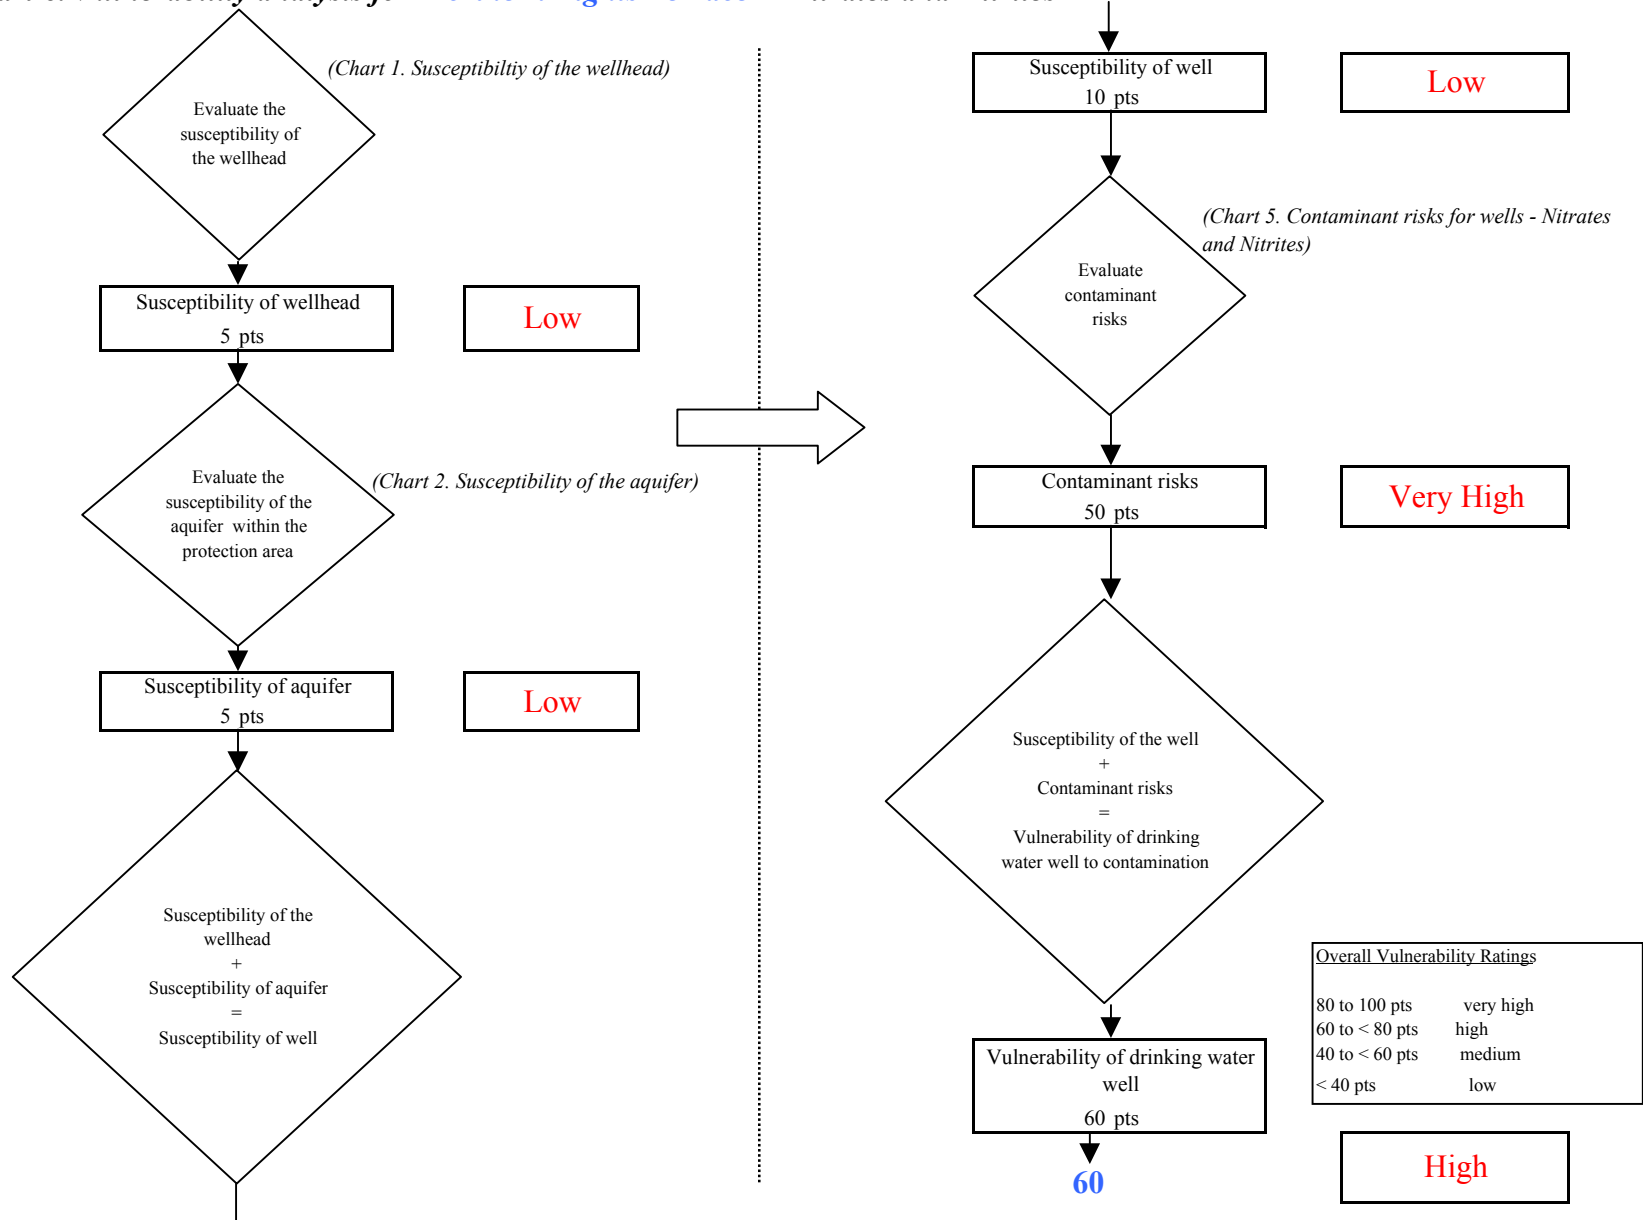 (Chart 1. Susceptibiltiy of the wellhead)
Evaluate the
susceptibility of
the wellhead
Susceptibility of wellhead
5 pts
Low
Evaluate the
susceptibility of the
aquifer within the
protection area
(Chart 2. Susceptibility of the aquifer)
Susceptibility of aquifer
5 pts
Low
Susceptibility of the
wellhead
+
Susceptibility of aquifer
=
Susceptibility of well
Susceptibility of well
10 pts
Low
(Chart 5. Contaminant risks for wells - Nitrates
and Nitrites)
Evaluate
contaminant
risks
Contaminant risks
50 pts
Very High
Susceptibility of the well
+
Contaminant risks
=
Vulnerability of drinking
water well to contamination
Overall Vulnerability Ratings
80 to 100 pts very high
60 to < 80 pts high
40 to < 60 pts medium
< 40 pts low
Vulnerability of drinking water
well
60 pts
60
High